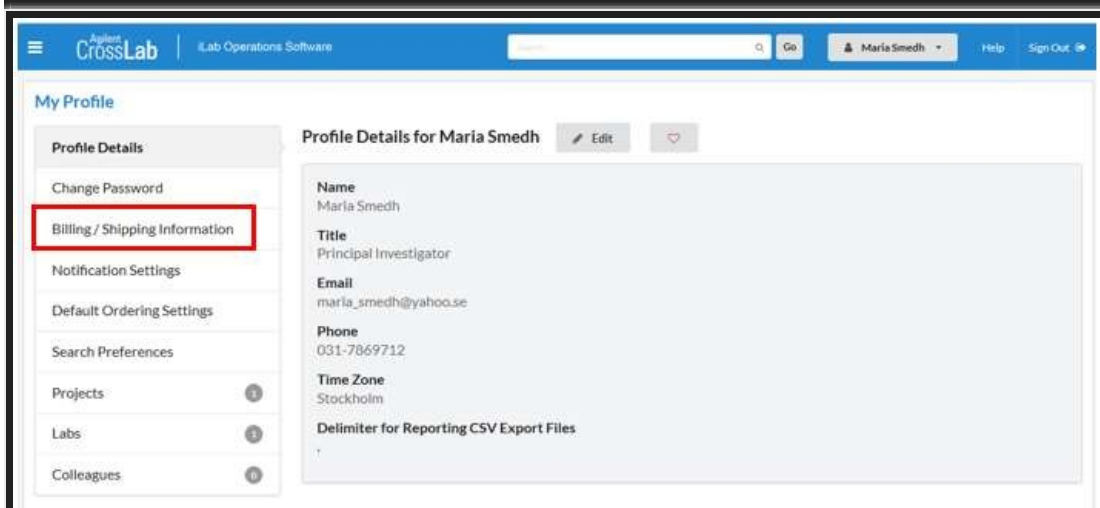 Agilent
CrossLab
iLab Operations Software
Go
Maria Smedh
Help
Sign Out
My Profile
Profile Details
Change Password
Billing / Shipping Information
Notification Settings
Default Ordering Settings
Search Preferences
Projects 1
Labs 1
Colleagues 0
Profile Details for Maria Smedh
Edit
Name
Maria Smedh
Title
Principal Investigator
Email
maria_smedh@yahoo.se
Phone
031-7869712
Time Zone
Stockholm
Delimiter for Reporting CSV Export Files
,